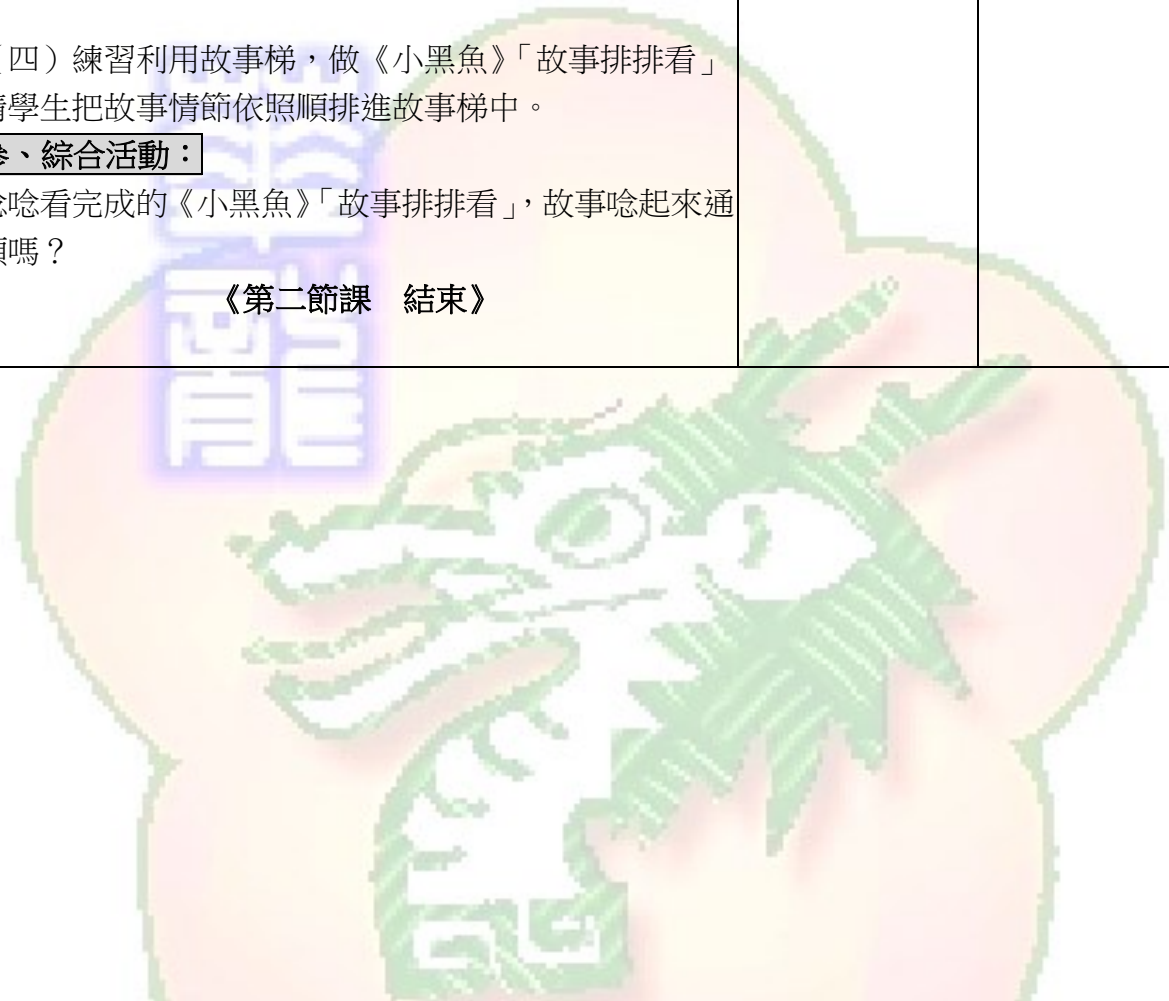 （四）練習利用故事梯，做《小黑魚》「故事排排看」
請學生把故事情節依照順排進故事梯中。
參、綜合活動：
唸唸看完成的《小黑魚》「故事排排看」，故事唸起來通
順嗎？
《第二節課　結束》